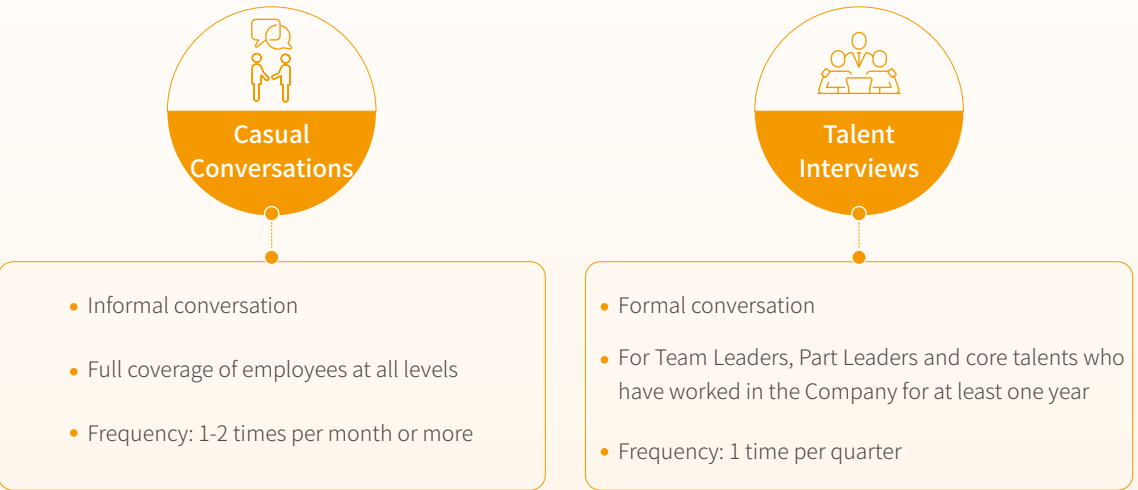 Casual
Conversations
• Informal conversation
• Full coverage of employees at all levels
• Frequency: 1-2 times per month or more
Talent
Interviews
• Formal conversation
• For Team Leaders, Part Leaders and core talents who
have worked in the Company for at least one year
• Frequency: 1 time per quarter